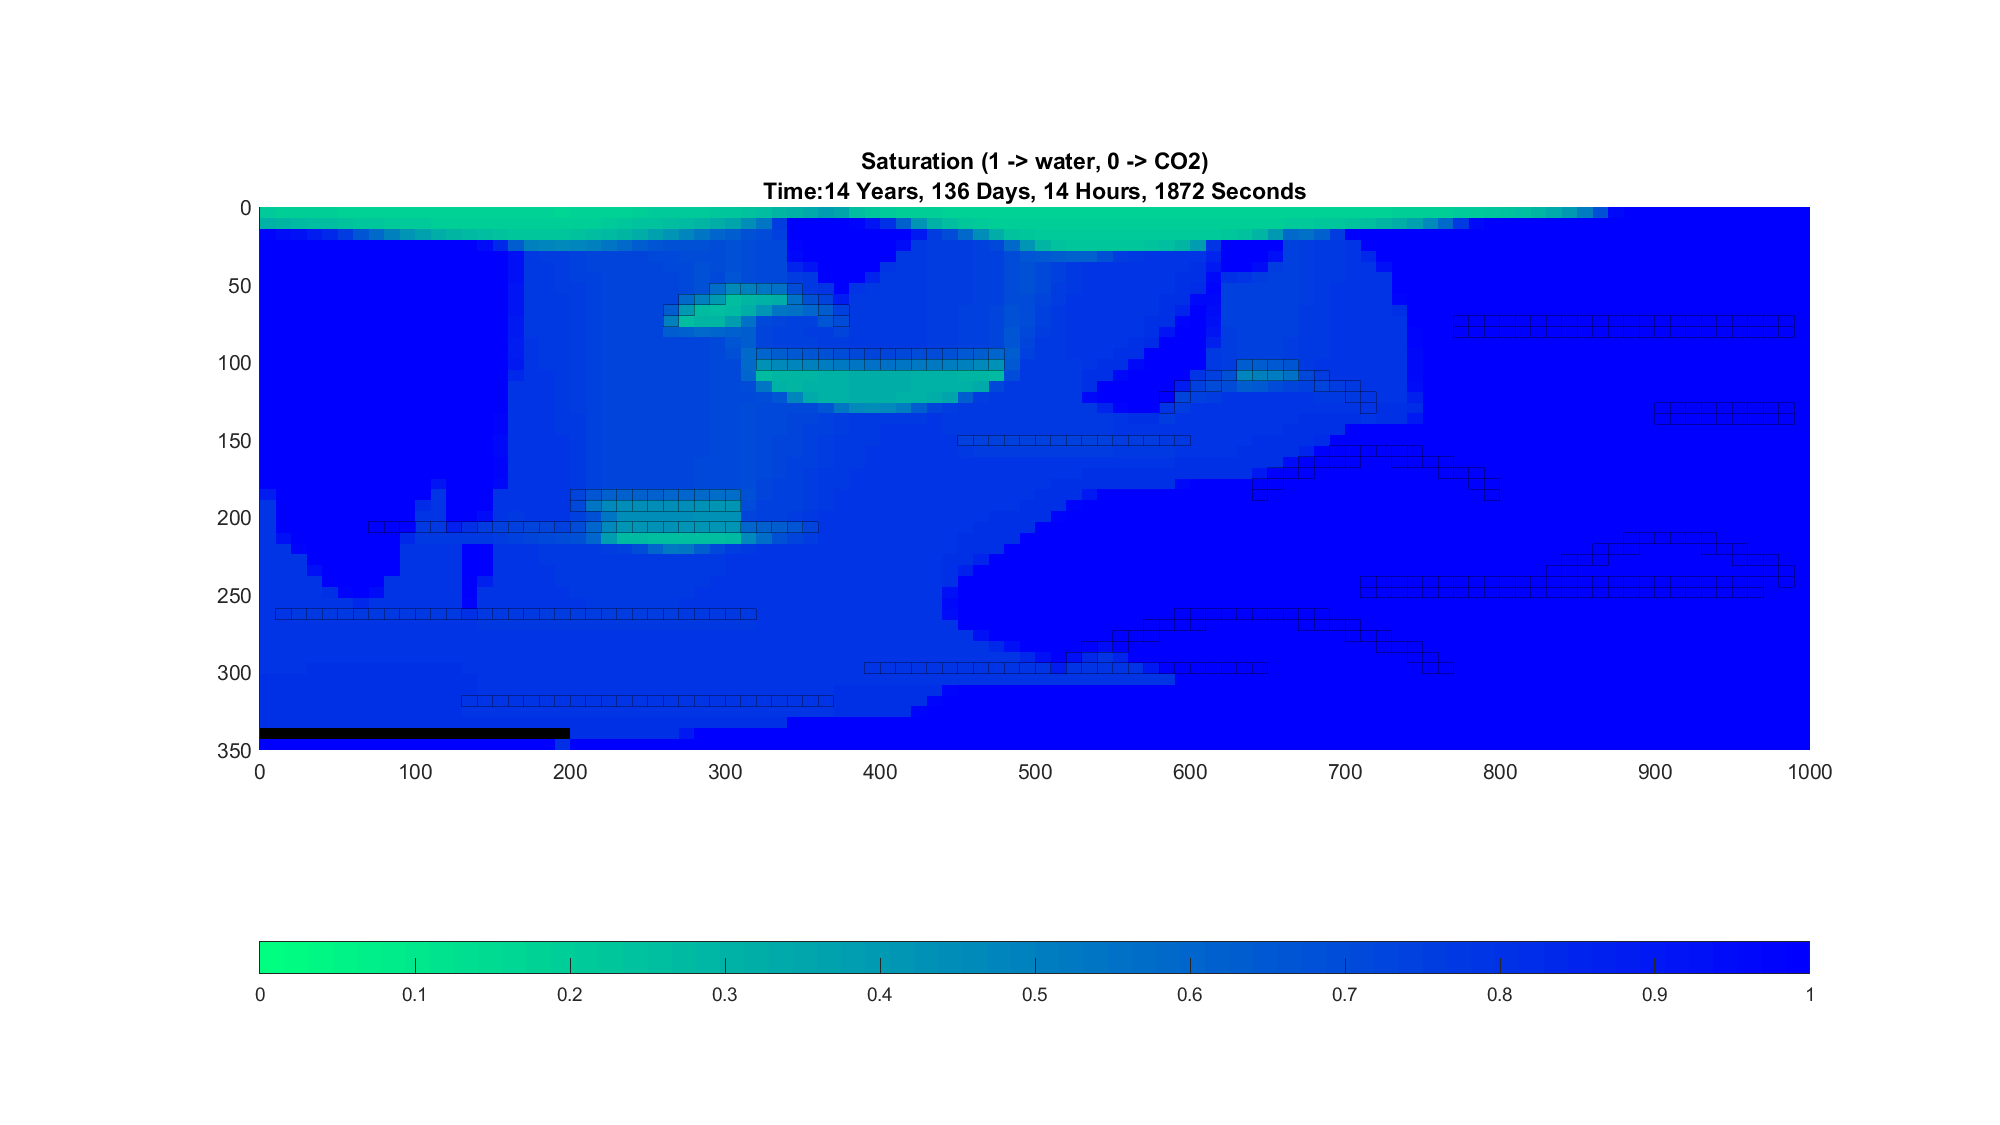 Saturation (1 -> water, 0 -> CO2)
Time:14 Years, 136 Days, 14 Hours, 1872 Seconds
0
50
100
150
200
250
300
350
0 100 200 300 400 500 600 700 800 900 1000
0 0.1 0.2 0.3 0.4 0.5 0.6 0.7 0.8 0.9 1